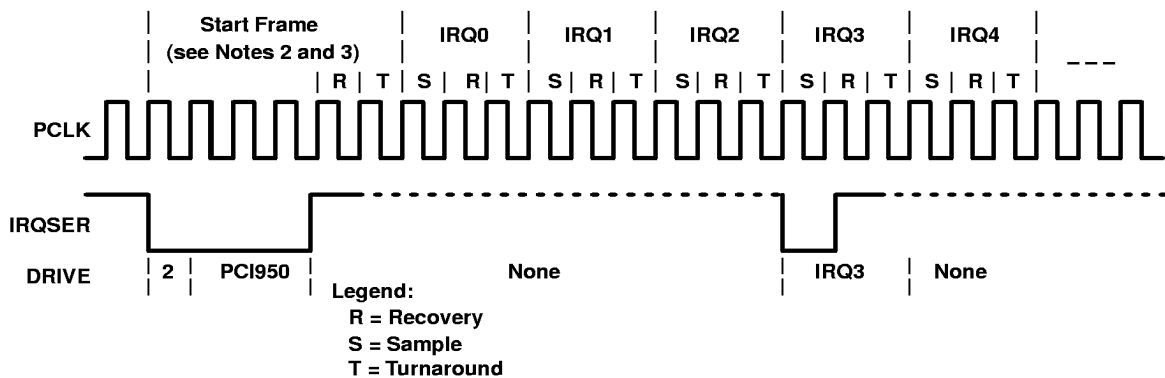 Start Frame
(see Notes 2 and 3)
IRQ0
IRQ1
IRQ2
IRQ3
IRQ4
R T S R T S R T S R T S R T S R T
PCLK
IRQSER
DRIVE
2
PCI950
None
IRQ3
None
Legend:
R = Recovery
S = Sample
T = Turnaround